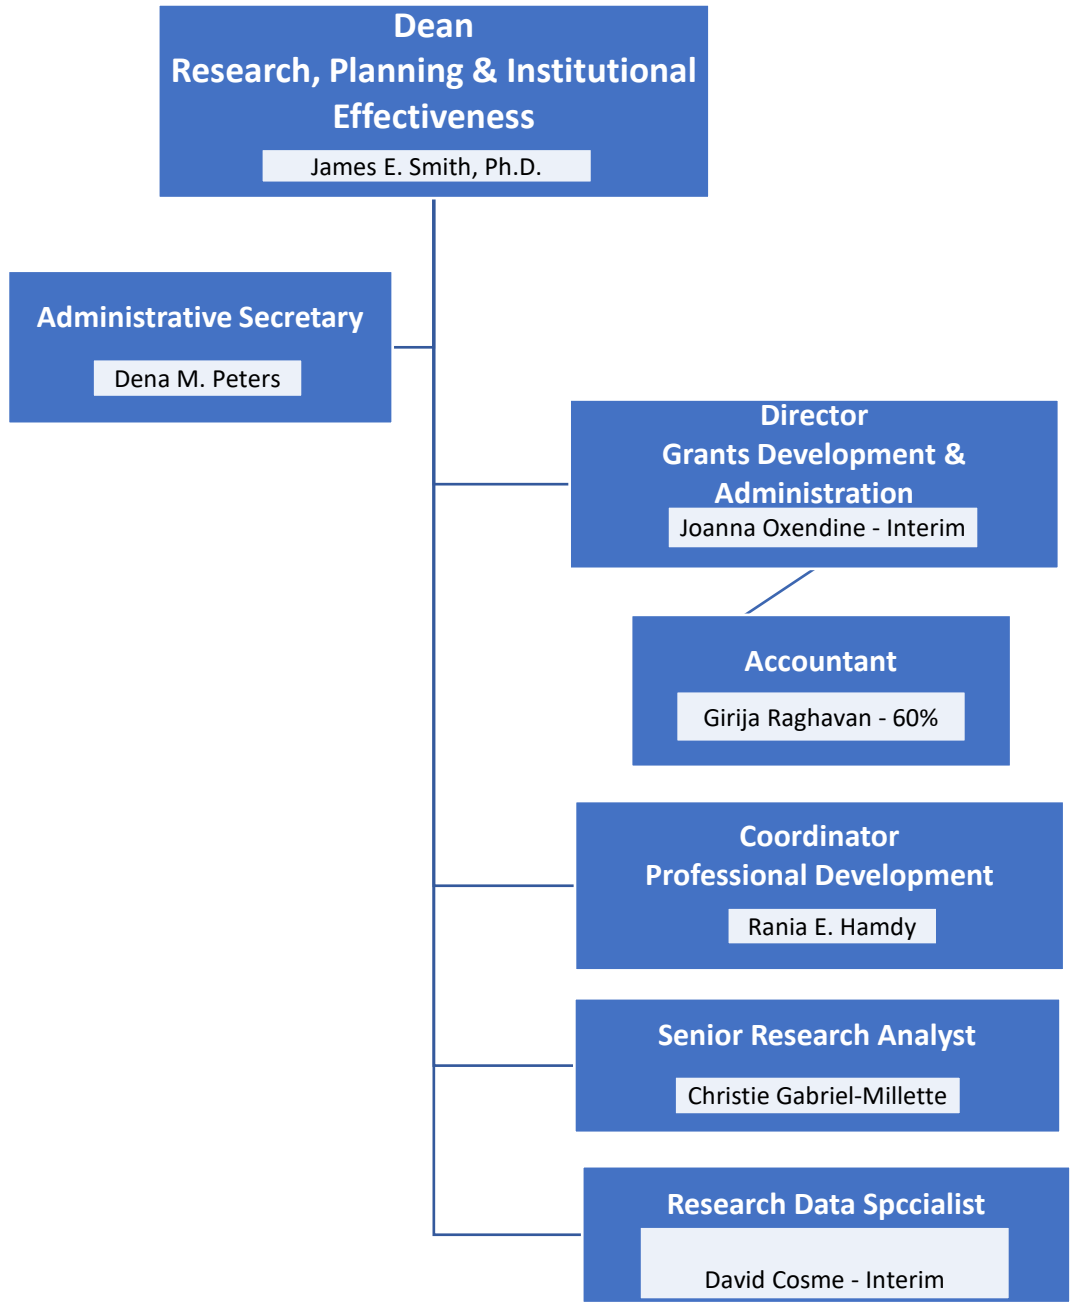 Dean
Research, Planning & Institutional
Effectiveness
James E. Smith, Ph.D.
Administrative Secretary
Dena M. Peters
Director
Grants Development &
Administration
Joanna Oxendine - Interim
Accountant
Girija Raghavan - 60%
Coordinator
Professional Development
Rania E. Hamdy
Senior Research Analyst
Christie Gabriel-Millette
Research Data Spccialist
David Cosme - Interim